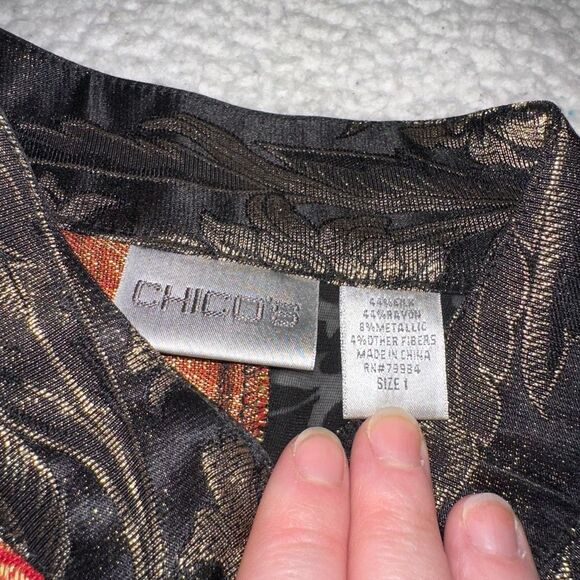 CHICO'S
44%SILK
44%RAYON
8%METALLIC
4%OTHER FIBERS
MADE IN CHINA
RN#79984
SIZE 1